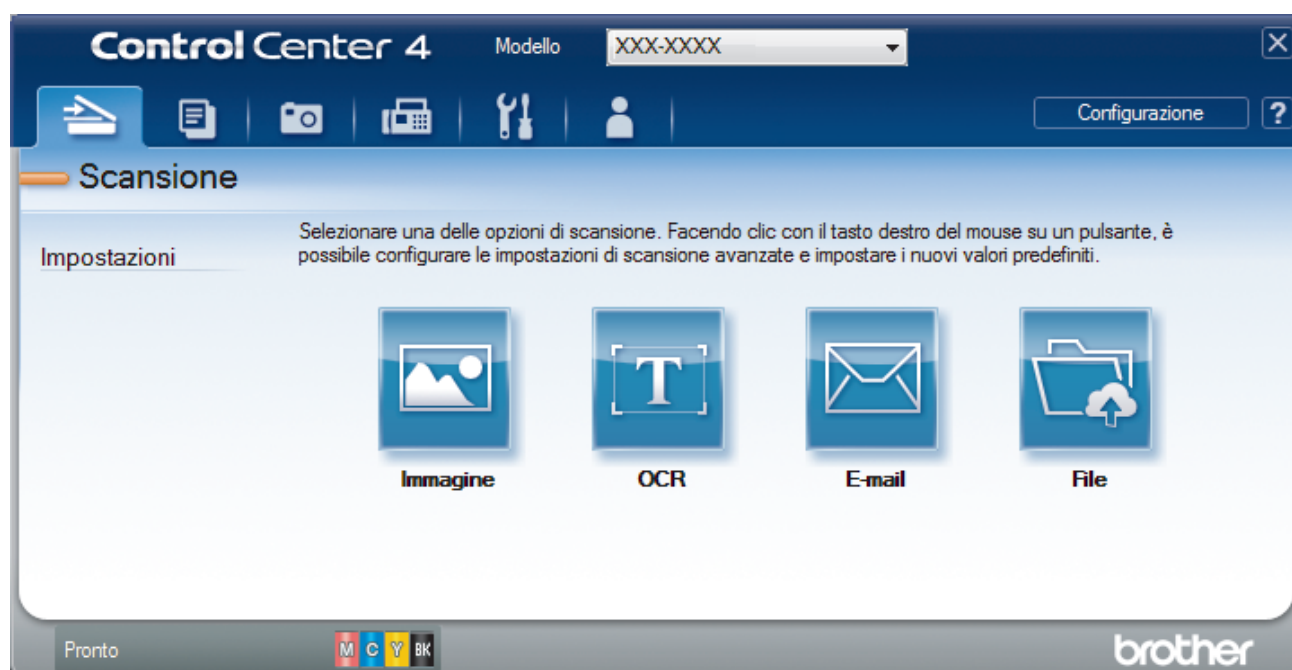 Control Center 4
Modello
XXX-XXXX
Configurazione
?
Scansione
Impostazioni
Selezionare una delle opzioni di scansione. Facendo clic con il tasto destro del mouse su un pulsante, è
possibile configurare le impostazioni di scansione avanzate e impostare i nuovi valori predefiniti.
T
Immagine
OCR
E-mail
File
Pronto
M C Y BK
brother